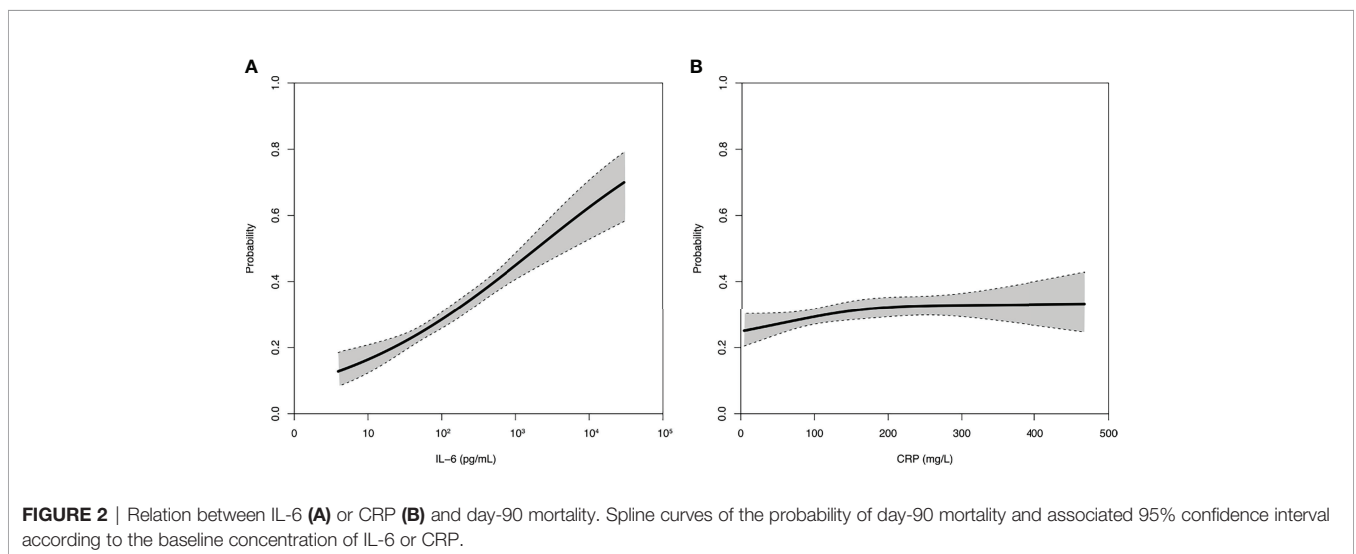 A
B
1.0
0.8
0.6
0.4
0.2
0.0
Probability
0 10 10² 10³ 10⁴ 10⁵
IL-6 (pg/mL)
1.0
0.8
0.6
0.4
0.2
0.0
Probability
0 100 200 300 400 500
CRP (mg/L)
FIGURE 2 | Relation between IL-6 (A) or CRP (B) and day-90 mortality. Spline curves of the probability of day-90 mortality and associated 95% confidence interval
according to the baseline concentration of IL-6 or CRP.